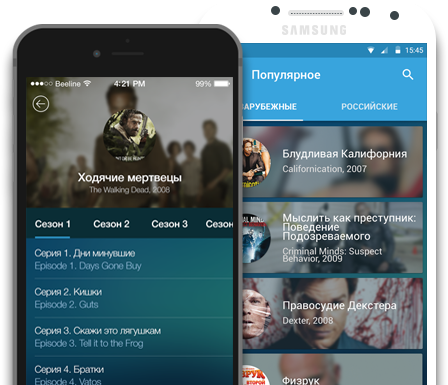 Beeline
4:21 PM
99%
Ходячие мертвецы
The Walking Dead, 2008
Сезон 1
Сезон 2
Сезон 3
Сезон
Серия 1. Дни минувшие
Episode 1. Days Gone Buy
Серия 2. Кишки
Episode 2. Guts
Серия 3. Скажи это лягушкам
Episode 3. Tell it to the Frog
Серия 4. Братки
Episode 4. Vatos
SAMSUNG
15:45
Популярное
ЗАРУБЕЖНЫЕ
РОССИЙСКИЕ
Блудливая Калифорния
Californication, 2007
Мыслить как преступник:
Поведение
Подозреваемого
Criminal Minds: Suspect
Behavior, 2009
Правосудие Декстера
Dexter, 2008
Физрук